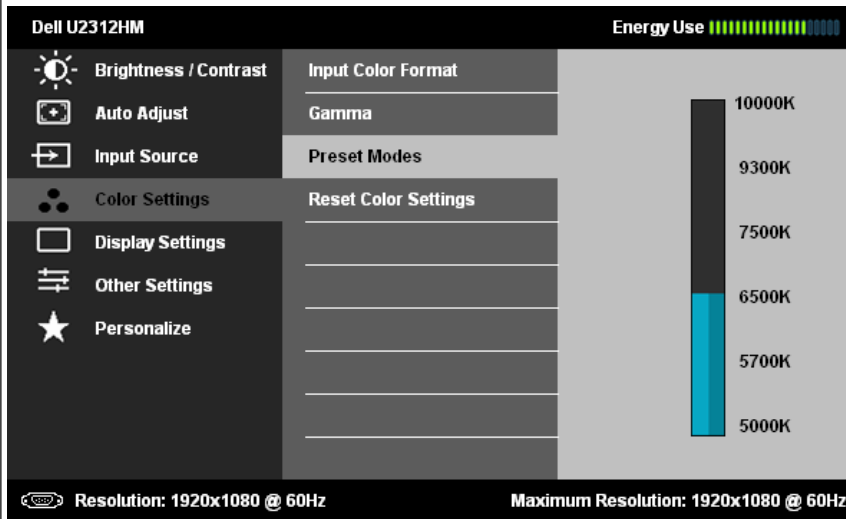 Dell U2312HM
Energy Use
Brightness / Contrast
Auto Adjust
Input Source
Color Settings
Display Settings
Other Settings
Personalize
Input Color Format
Gamma
Preset Modes
Reset Color Settings
10000K
9300K
7500K
6500K
5700K
5000K
Resolution: 1920x1080 @ 60Hz
Maximum Resolution: 1920x1080 @ 60Hz